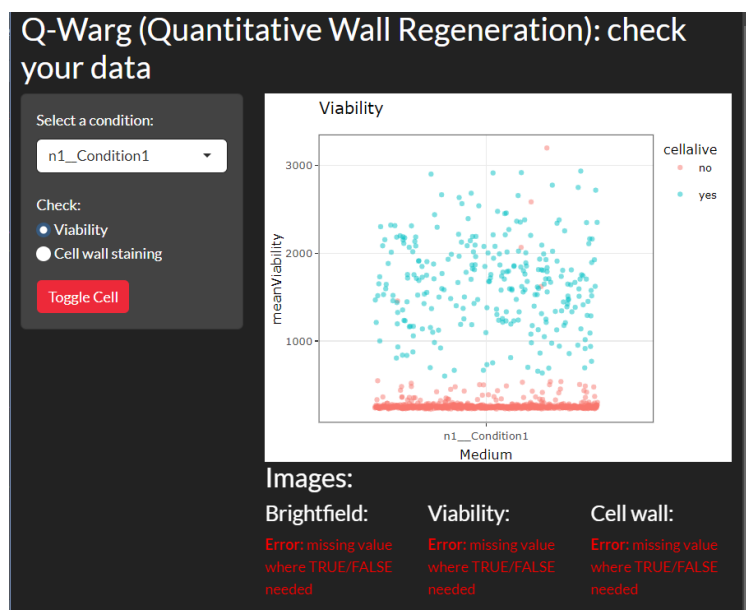 Q-Warg (Quantitative Wall Regeneration): check
your data
Select a condition:
n1__Condition1
Check:
Viability
Cell wall staining
Toggle Cell
Viability
cellalive
no
yes
meanViability
3000
2000
1000
n1__Condition1
Medium
Images:
Brightfield:
Error: missing value
where TRUE/FALSE
needed
Viability:
Error: missing value
where TRUE/FALSE
needed
Cell wall:
Error: missing value
where TRUE/FALSE
needed